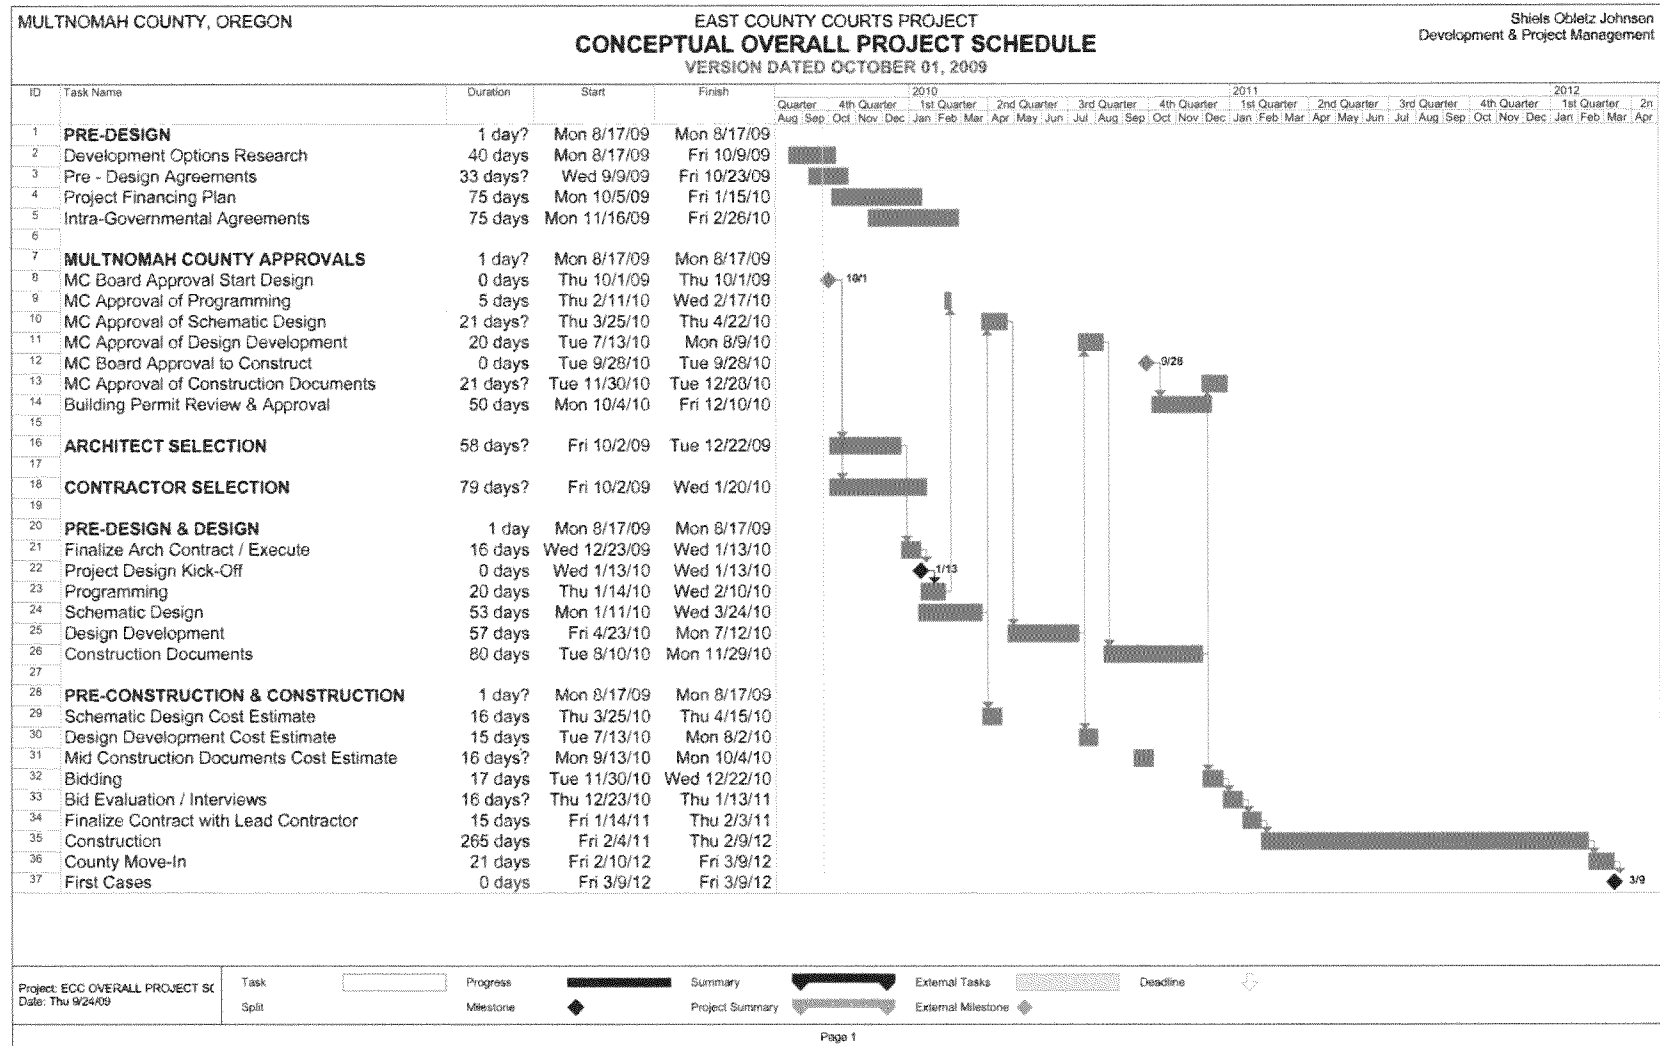 MULTNOMAH COUNTY, OREGON
EAST COUNTY COURTS PROJECT
CONCEPTUAL OVERALL PROJECT SCHEDULE
VERSION DATED OCTOBER 01, 2009
Shiels Obletz Johnsen
Development & Project Management
ID Task Name Duration Start Finish 2010 2011 2012
Quarter 4th Quarter 1st Quarter 2nd Quarter 3rd Quarter 4th Quarter 1st Quarter 2nd Quarter 3rd Quarter 4th Quarter 1st Quarter 2n
Aug Sep Oct Nov Dec Jan Feb Mar Apr May Jun Jul Aug Sep Oct Nov Dec Jan Feb Mar Apr May Jun Jul Aug Sep Oct Nov Dec Jan Feb Mar Apr
1 PRE-DESIGN 1 day? Mon 8/17/09 Mon 8/17/09
2 Development Options Research 40 days Mon 8/17/09 Fri 10/9/09
3 Pre - Design Agreements 33 days? Wed 9/9/09 Fri 10/23/09
4 Project Financing Plan 75 days Mon 10/5/09 Fri 1/15/10
5 Intra-Governmental Agreements 75 days Mon 11/16/09 Fri 2/26/10
6
7 MULTNOMAH COUNTY APPROVALS 1 day? Mon 8/17/09 Mon 8/17/09
8 MC Board Approval Start Design 0 days Thu 10/1/09 Thu 10/1/09 10/1
9 MC Approval of Programming 5 days Thu 2/11/10 Wed 2/17/10
10 MC Approval of Schematic Design 21 days? Thu 3/25/10 Thu 4/22/10
11 MC Approval of Design Development 20 days Tue 7/13/10 Mon 8/9/10
12 MC Board Approval to Construct 0 days Tue 9/28/10 Tue 9/28/10 9/28
13 MC Approval of Construction Documents 21 days? Tue 11/30/10 Tue 12/28/10
14 Building Permit Review & Approval 50 days Mon 10/4/10 Fri 12/10/10
15
16 ARCHITECT SELECTION 58 days? Fri 10/2/09 Tue 12/22/09
17
18 CONTRACTOR SELECTION 79 days? Fri 10/2/09 Wed 1/20/10
19
20 PRE-DESIGN & DESIGN 1 day Mon 8/17/09 Mon 8/17/09
21 Finalize Arch Contract / Execute 16 days Wed 12/23/09 Wed 1/13/10
22 Project Design Kick-Off 0 days Wed 1/13/10 Wed 1/13/10 1/13
23 Programming 20 days Thu 1/14/10 Wed 2/10/10
24 Schematic Design 53 days Mon 1/11/10 Wed 3/24/10
25 Design Development 57 days Fri 4/23/10 Mon 7/12/10
26 Construction Documents 80 days Tue 8/10/10 Mon 11/29/10
27
28 PRE-CONSTRUCTION & CONSTRUCTION 1 day? Mon 8/17/09 Mon 8/17/09
29 Schematic Design Cost Estimate 16 days Thu 3/25/10 Thu 4/15/10
30 Design Development Cost Estimate 15 days Tue 7/13/10 Mon 8/2/10
31 Mid Construction Documents Cost Estimate 16 days? Mon 9/13/10 Mon 10/4/10
32 Bidding 17 days Tue 11/30/10 Wed 12/22/10
33 Bid Evaluation / Interviews 16 days? Thu 12/23/10 Thu 1/13/11
34 Finalize Contract with Lead Contractor 15 days Fri 1/14/11 Thu 2/3/11
35 Construction 265 days Fri 2/4/11 Thu 2/9/12
36 County Move-In 21 days Fri 2/10/12 Fri 3/9/12
37 First Cases 0 days Fri 3/9/12 Fri 3/9/12 3/9
Project: ECC OVERALL PROJECT SC
Date: Thu 9/24/09
Task Progress Summary External Tasks Deadline
Split Milestone Project Summary External Milestone
Page 1